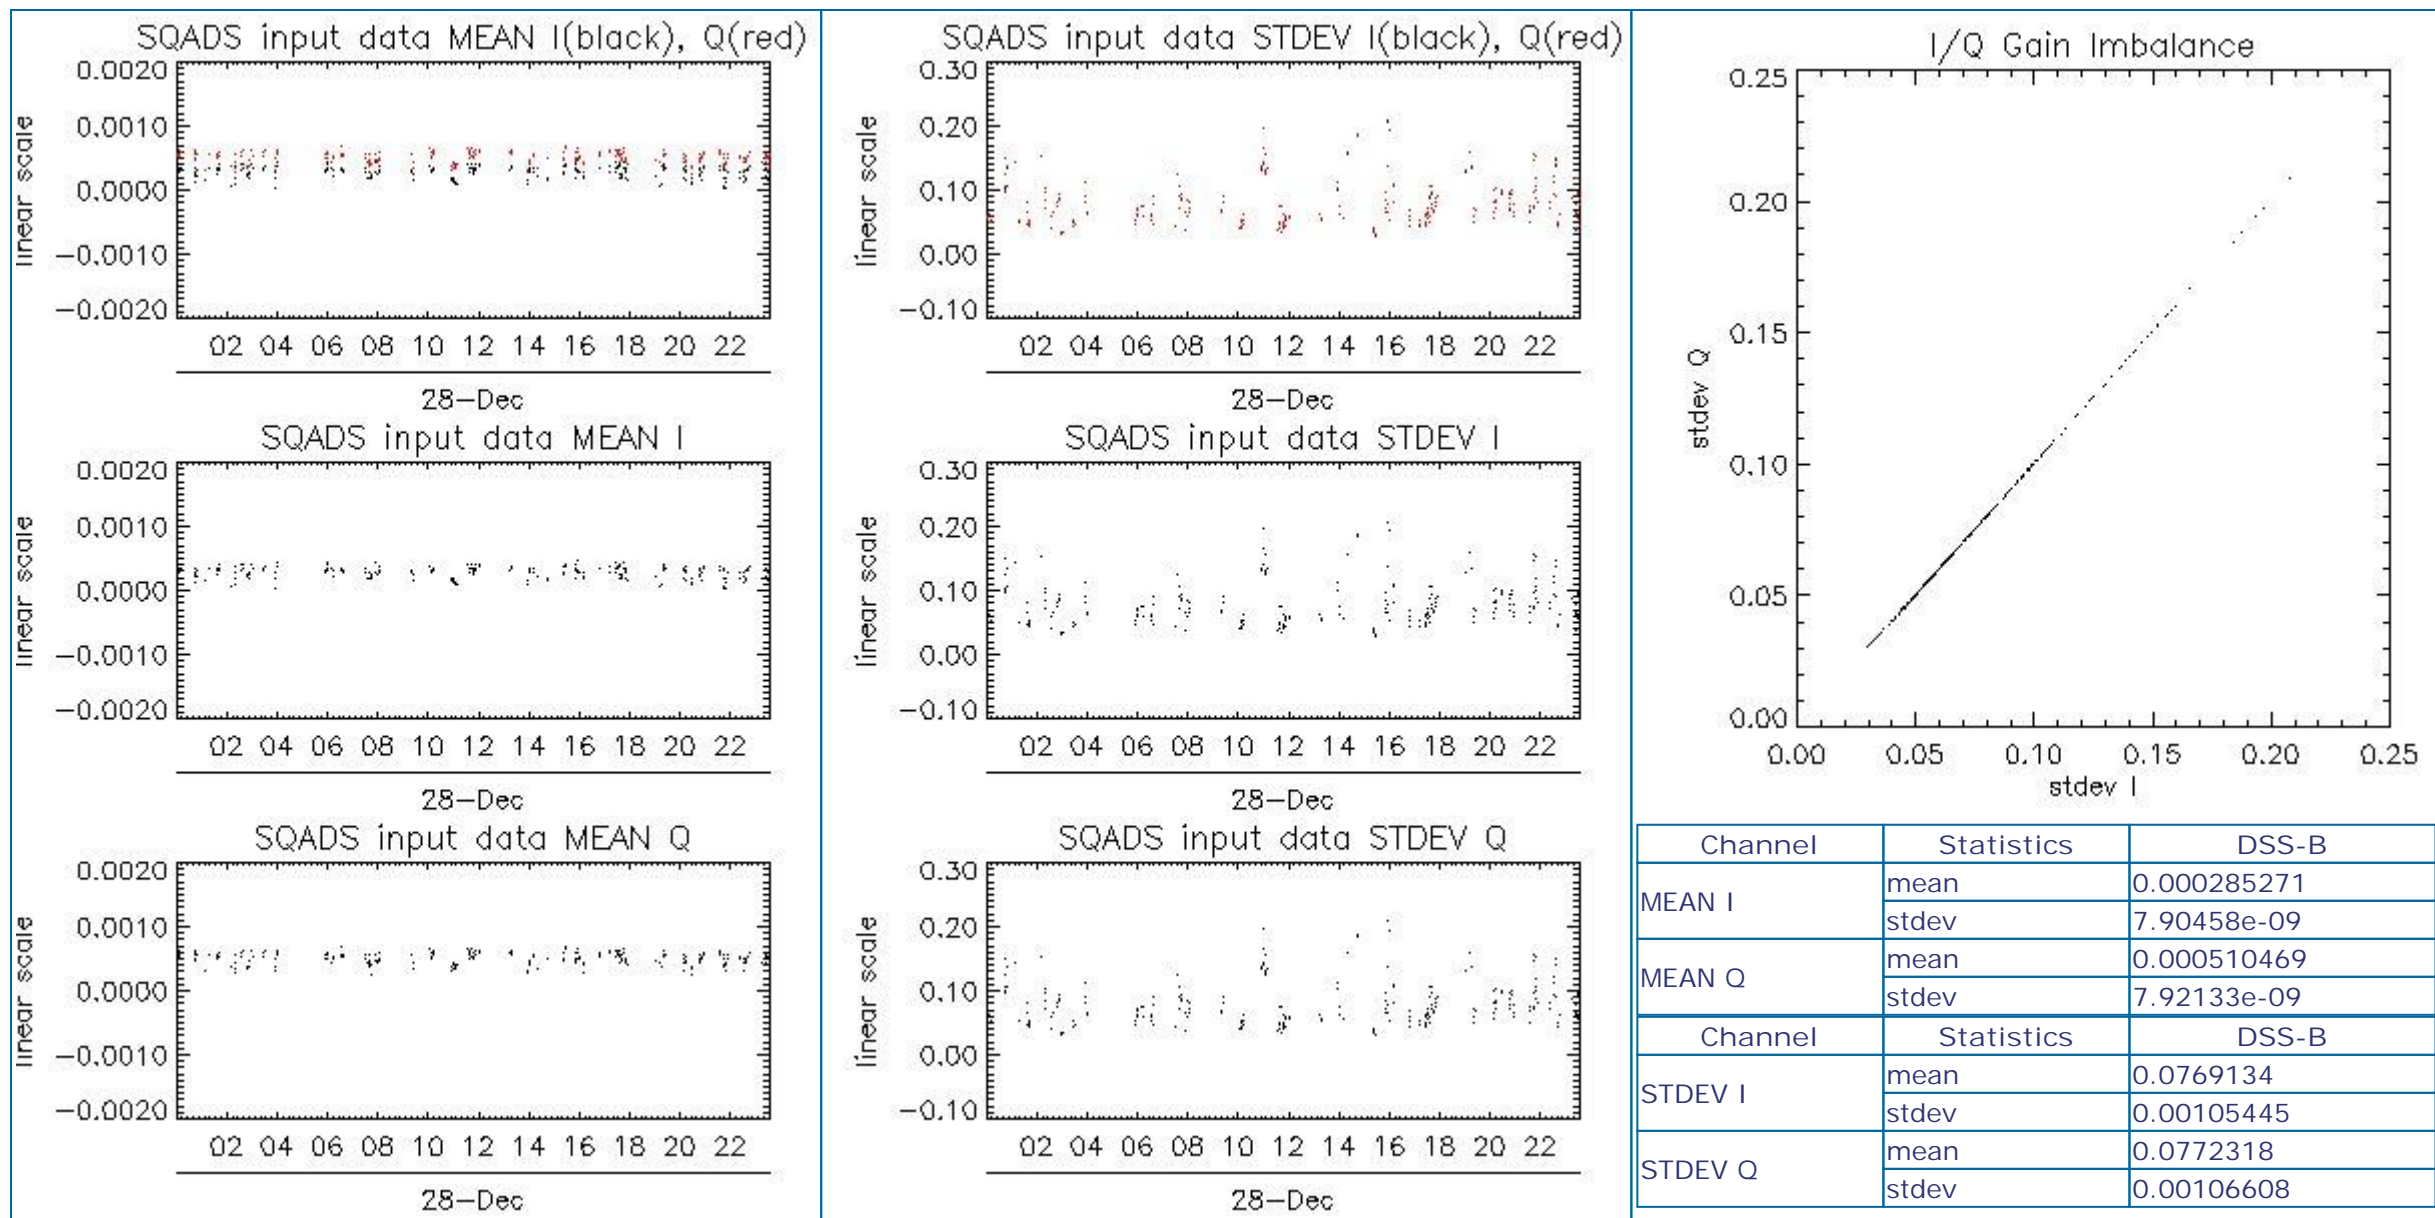 SQADS input data MEAN I(black), Q(red)
linear scale
0.0020
0.0010
0.0000
−0.0010
−0.0020
02 04 06 08 10 12 14 16 18 20 22
28−Dec
SQADS input data MEAN I
linear scale
0.0020
0.0010
0.0000
−0.0010
−0.0020
02 04 06 08 10 12 14 16 18 20 22
28−Dec
SQADS input data MEAN Q
linear scale
0.0020
0.0010
0.0000
−0.0010
−0.0020
02 04 06 08 10 12 14 16 18 20 22
28−Dec
SQADS input data STDEV I(black), Q(red)
linear scale
0.30
0.20
0.10
0.00
−0.10
02 04 06 08 10 12 14 16 18 20 22
28−Dec
SQADS input data STDEV I
linear scale
0.30
0.20
0.10
0.00
−0.10
02 04 06 08 10 12 14 16 18 20 22
28−Dec
SQADS input data STDEV Q
linear scale
0.30
0.20
0.10
0.00
−0.10
02 04 06 08 10 12 14 16 18 20 22
28−Dec
I/Q Gain Imbalance
stdev Q
0.25
0.20
0.15
0.10
0.05
0.00
0.00 0.05 0.10 0.15 0.20 0.25
stdev I
Channel Statistics DSS-B
MEAN I
mean 0.000285271
stdev 7.90458e-09
MEAN Q
mean 0.000510469
stdev 7.92133e-09
Channel Statistics DSS-B
STDEV I
mean 0.0769134
stdev 0.00105445
STDEV Q
mean 0.0772318
stdev 0.00106608